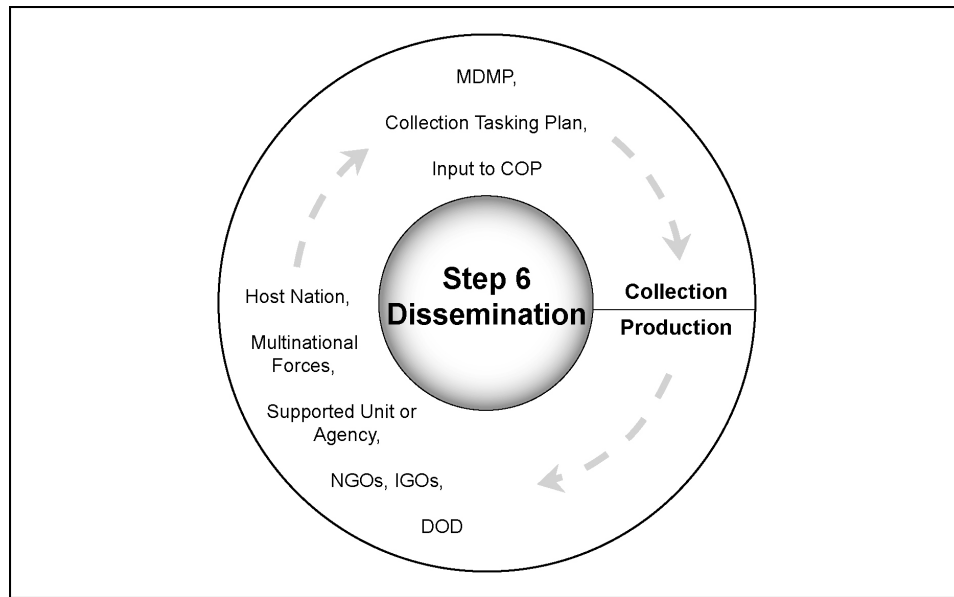 MDMP,
Collection Tasking Plan,
Input to COP
Step 6
Dissemination
Collection
Production
Host Nation,
Multinational
Forces,
Supported Unit or
Agency,
NGOs, IGOs,
DOD